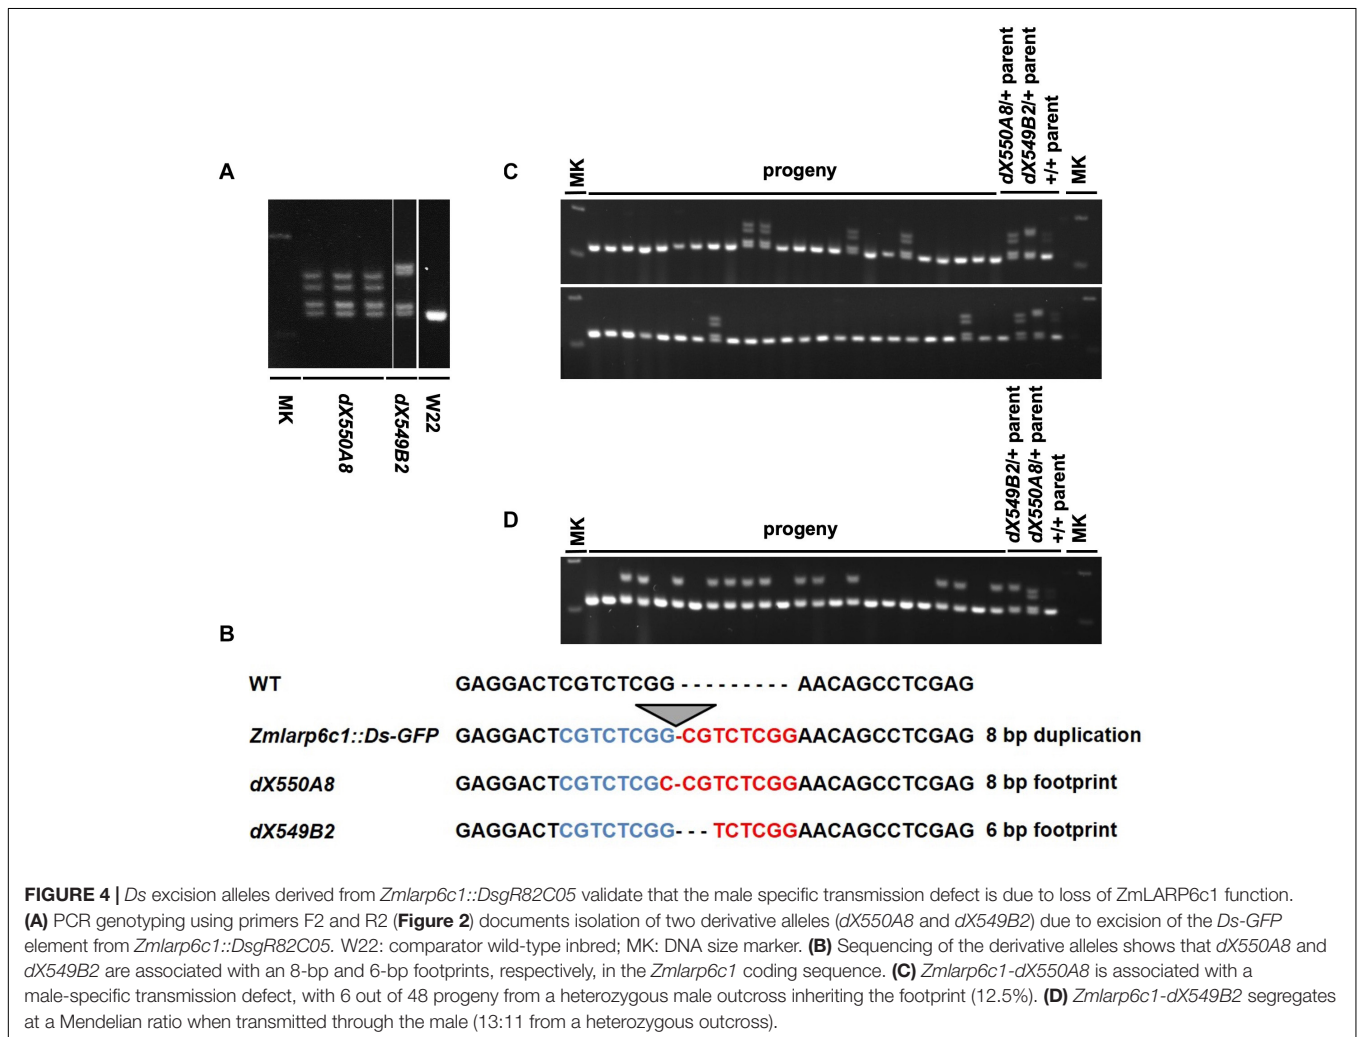 A
MK
dX550A8
dX549B2
W22
C
MK
progeny
dX550A8/+ parent
dX549B2/+ parent
+/+ parent
MK
D
MK
progeny
dX549B2/+ parent
dX550A8/+ parent
+/+ parent
MK
B
WT GAGGACTCGTCTCGG - - - - - - - - - AACAGCCTCGAG
Zmlarp6c1::Ds-GFP GAGGACTCGTCTCGG-CGTCTCGGAACAGCCTCGAG 8 bp duplication
dX550A8 GAGGACTCGTCTCGC-CGTCTCGGAACAGCCTCGAG 8 bp footprint
dX549B2 GAGGACTCGTCTCGG- - - TCTCGGAACAGCCTCGAG 6 bp footprint
FIGURE 4 | Ds excision alleles derived from Zmlarp6c1::DsgR82C05 validate that the male specific transmission defect is due to loss of ZmLARP6c1 function.
(A) PCR genotyping using primers F2 and R2 (Figure 2) documents isolation of two derivative alleles (dX550A8 and dX549B2) due to excision of the Ds-GFP
element from Zmlarp6c1::DsgR82C05. W22: comparator wild-type inbred; MK: DNA size marker. (B) Sequencing of the derivative alleles shows that dX550A8 and
dX549B2 are associated with an 8-bp and 6-bp footprints, respectively, in the Zmlarp6c1 coding sequence. (C) Zmlarp6c1-dX550A8 is associated with a
male-specific transmission defect, with 6 out of 48 progeny from a heterozygous male outcross inheriting the footprint (12.5%). (D) Zmlarp6c1-dX549B2 segregates
at a Mendelian ratio when transmitted through the male (13:11 from a heterozygous outcross).